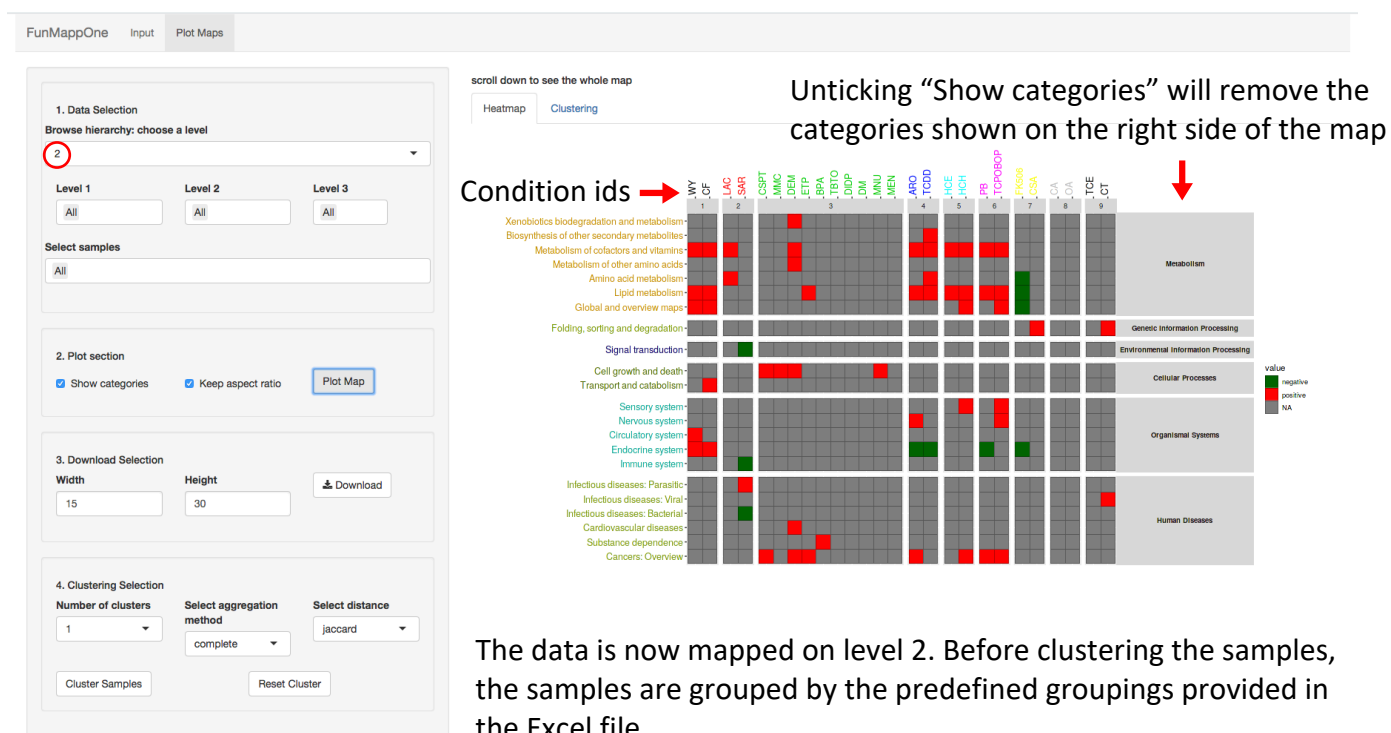 FunMappOne Input Plot Maps
scroll down to see the whole map
Heatmap Clustering
Unticking “Show categories” will remove the
categories shown on the right side of the map
1. Data Selection
Browse hierarchy: choose a level
2
Level 1 Level 2 Level 3
All All All
Select samples
All
2. Plot section
Show categories Keep aspect ratio Plot Map
3. Download Selection
Width Height
15 30 Download
4. Clustering Selection
Number of clusters Select aggregation method Select distance
1 complete jaccard
Cluster Samples Reset Cluster
Condition ids
WY CF LAC SAR CSPT MMC DEM ETP BPA TBTO DIDP DM MNU MEN ARO TCDD HCE HCH PB TCPOBOP CSA CA OA TCE CT
1 2 3 4 5 6 7 8 9
Xenobiotics biodegradation and metabolism
Biosynthesis of other secondary metabolites
Metabolism of cofactors and vitamins
Metabolism of other amino acids
Amino acid metabolism
Lipid metabolism
Global and overview maps
Metabolism
Folding, sorting and degradation
Genetic Information Processing
Signal transduction
Environmenal Information Processing
Cell growth and death
Transport and catabolism
Cellular Processes
Sensory system
Nervous system
Circulatory system
Endocrine system
Immune system
Organismal Systems
Infectious diseases: Parasitic
Infectious diseases: Viral
Infectious diseases: Bacterial
Cardiovascular diseases
Substance dependence
Cancers: Overview
Human Diseases
value
negative
positive
NA
The data is now mapped on level 2. Before clustering the samples,
the samples are grouped by the predefined groupings provided in
the Excel file